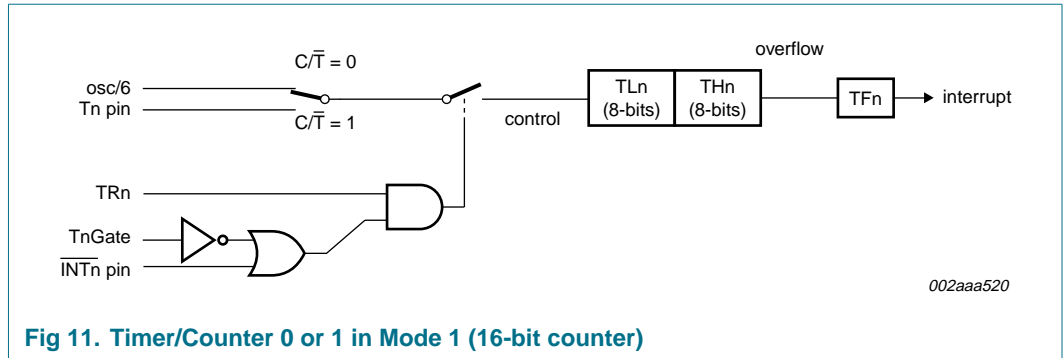 overflow
C/T̅ = 0
osc/6
Tn pin
C/T̅ = 1
control
TLn
(8-bits)
THn
(8-bits)
TFn
interrupt
TRn
TnGate
I̅N̅T̅n̅ pin
002aaa520
Fig 11. Timer/Counter 0 or 1 in Mode 1 (16-bit counter)